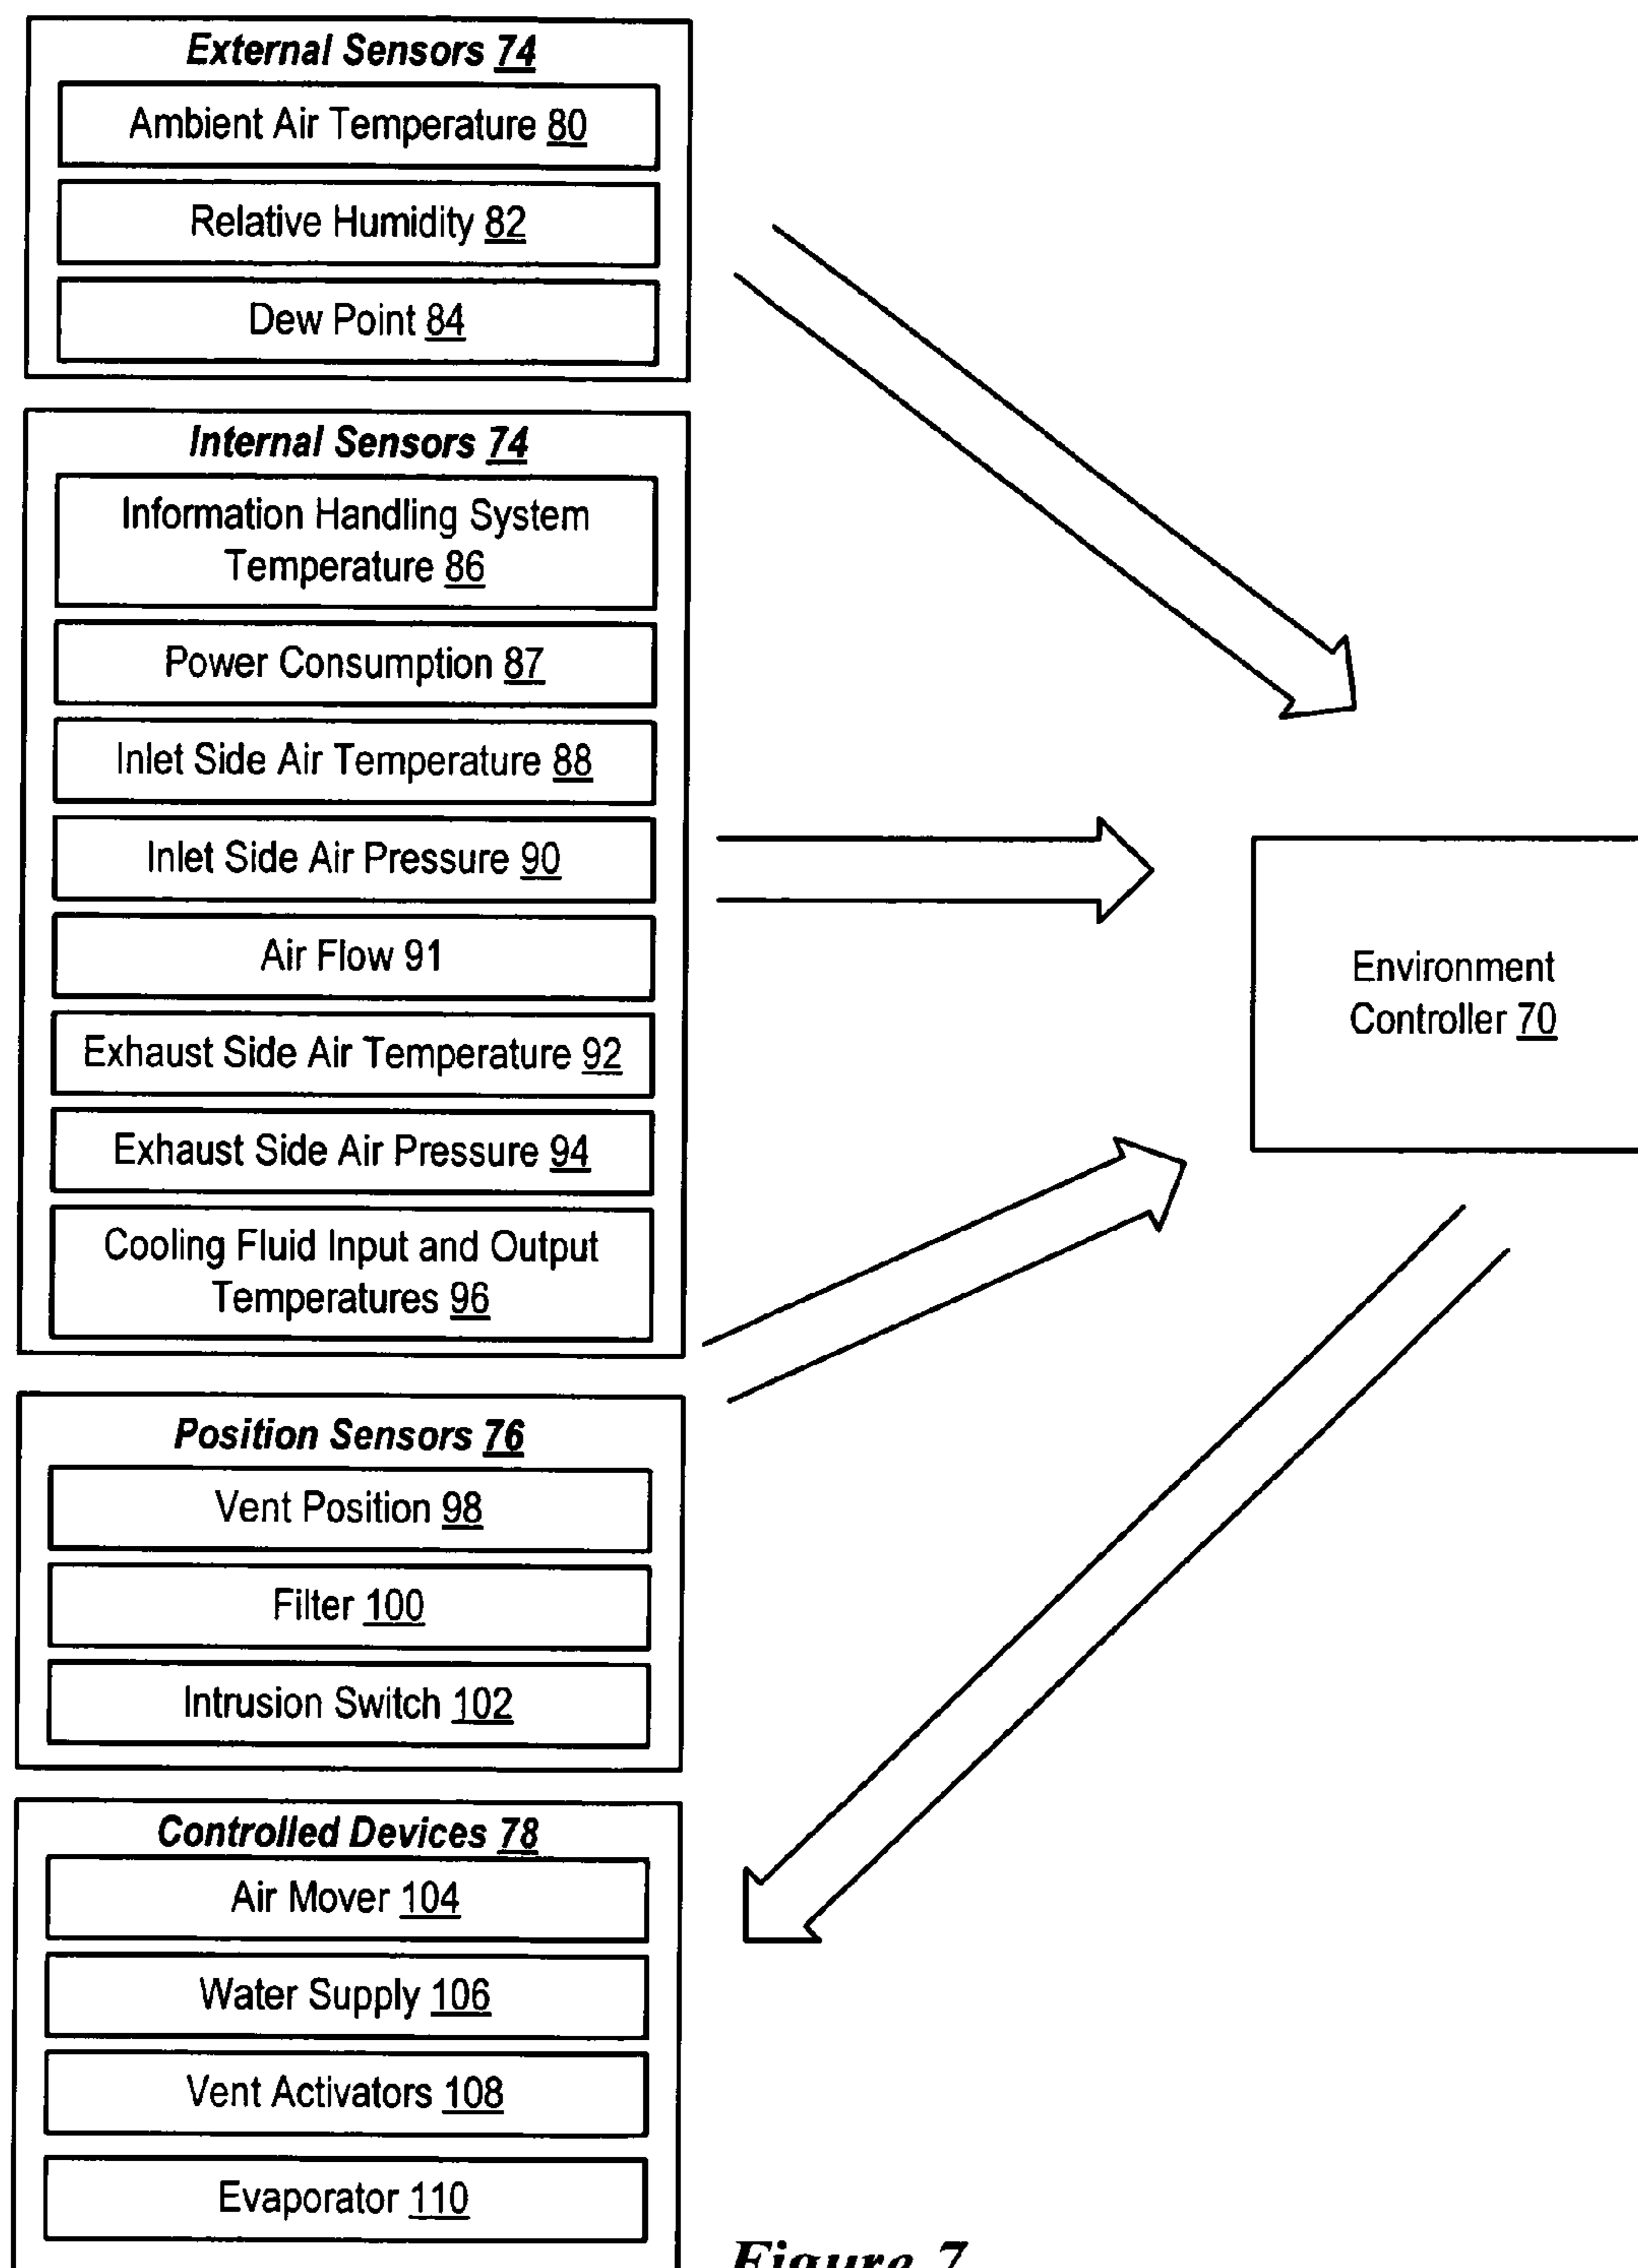 External Sensors 74
Ambient Air Temperature 80
Relative Humidity 82
Dew Point 84
Internal Sensors 74
Information Handling System
Temperature 86
Power Consumption 87
Inlet Side Air Temperature 88
Inlet Side Air Pressure 90
Air Flow 91
Exhaust Side Air Temperature 92
Exhaust Side Air Pressure 94
Cooling Fluid Input and Output
Temperatures 96
Position Sensors 76
Vent Position 98
Filter 100
Intrusion Switch 102
Controlled Devices 78
Air Mover 104
Water Supply 106
Vent Activators 108
Evaporator 110
Environment
Controller 70
Figure 7